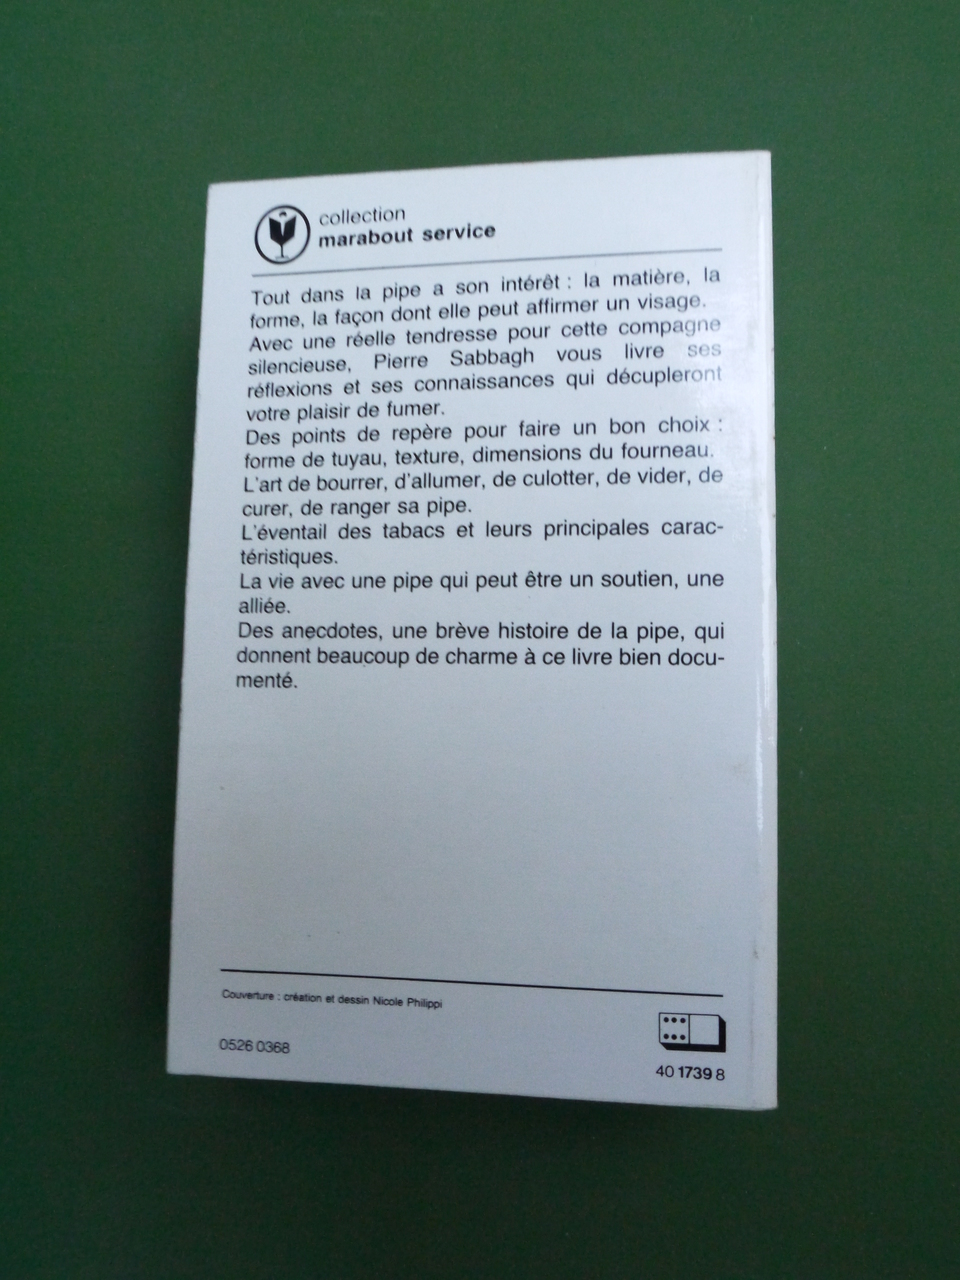 collection
marabout service
Tout dans la pipe a son intérêt : la matière, la
forme, la façon dont elle peut affirmer un visage.
Avec une réelle tendresse pour cette compagne
silencieuse, Pierre Sabbagh vous livre ses
réflexions et ses connaissances qui décupleront
votre plaisir de fumer.
Des points de repère pour faire un bon choix :
forme de tuyau, texture, dimensions du fourneau.
L'art de bourrer, d'allumer, de culotter, de vider, de
curer, de ranger sa pipe.
L'éventail des tabacs et leurs principales carac-
téristiques.
La vie avec une pipe qui peut être un soutien, une
alliée.
Des anecdotes, une brève histoire de la pipe, qui
donnent beaucoup de charme à ce livre bien docu-
menté.
Couverture : création et dessin Nicole Philippi
0526 0368
40 1739 8